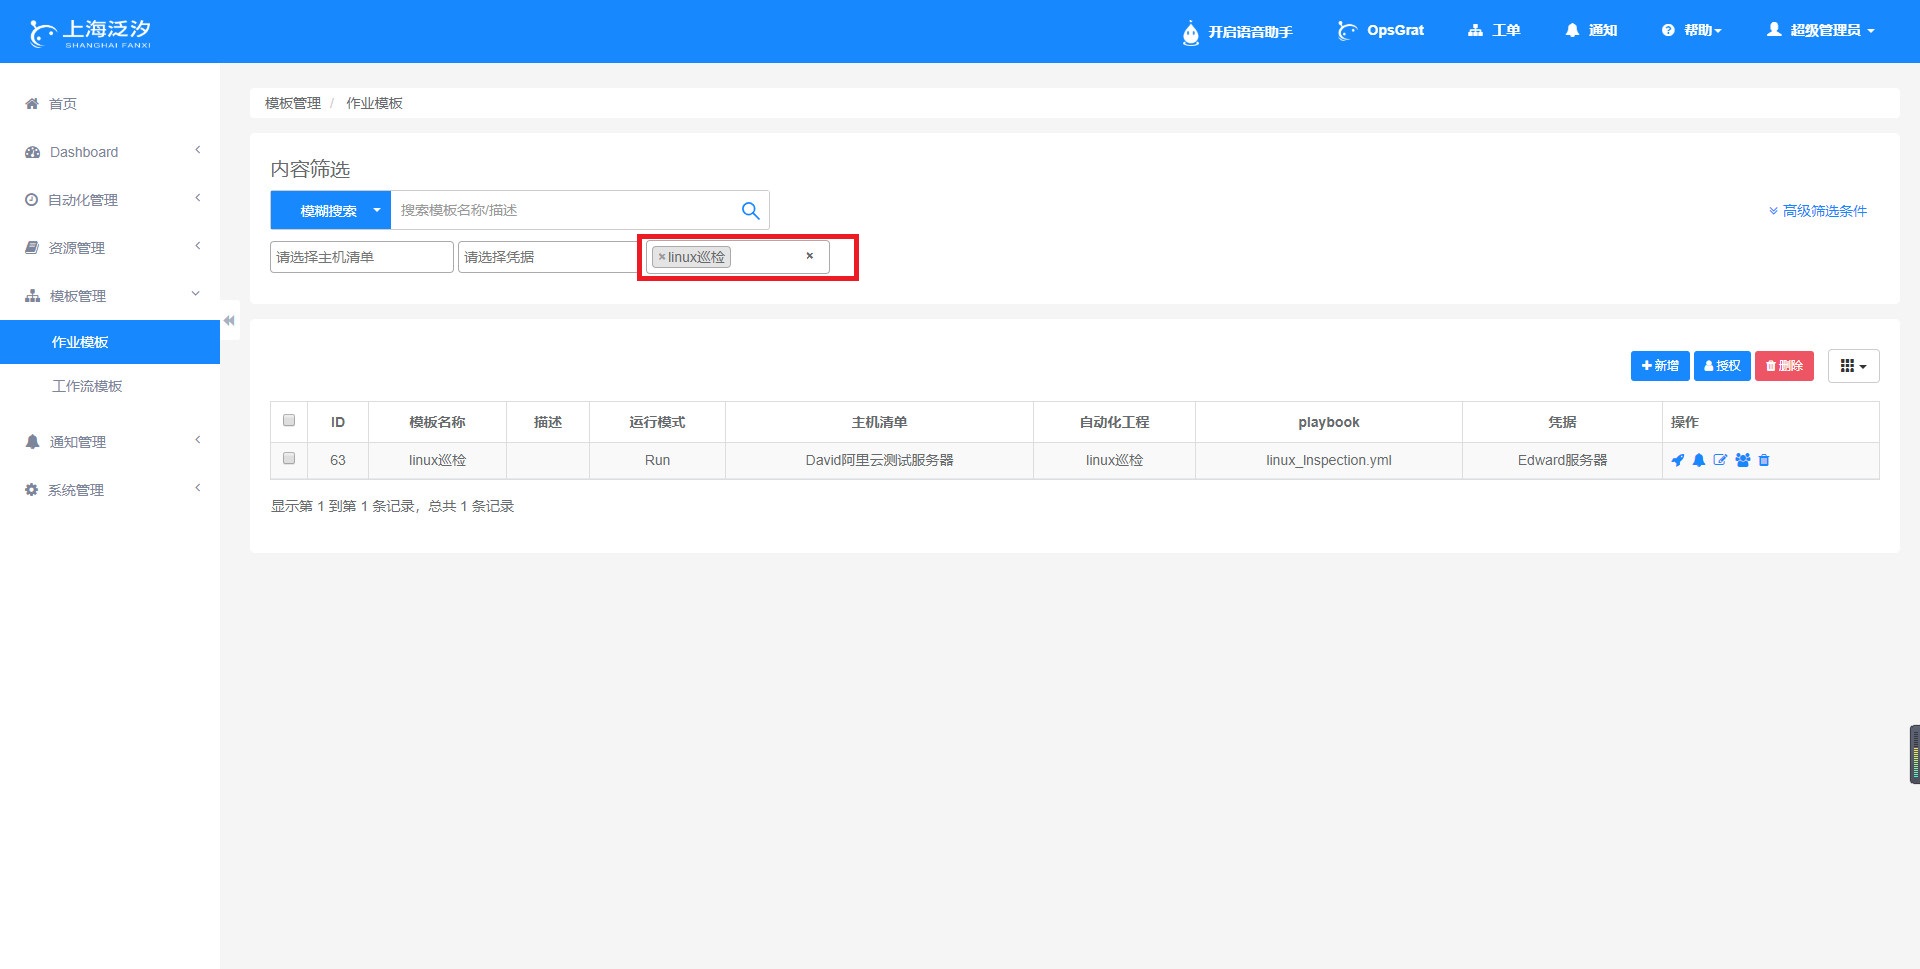 上海泛汐
SHANGHAI FANXI
开启语音助手
OpsGrat
工单
通知
帮助
超级管理员
首页
Dashboard
自动化管理
资源管理
模板管理
作业模板
工作流模板
通知管理
系统管理
模板管理 / 作业模板
内容筛选
模糊搜索
搜索模板名称/描述
高级筛选条件
请选择主机清单
请选择凭据
×linux巡检 ×
新增
授权
删除
ID 模板名称 描述 运行模式 主机清单 自动化工程 playbook 凭据 操作
63 linux巡检 Run David阿里云测试服务器 linux巡检 linux_Inspection.yml Edward服务器
显示第 1 到第 1 条记录，总共 1 条记录